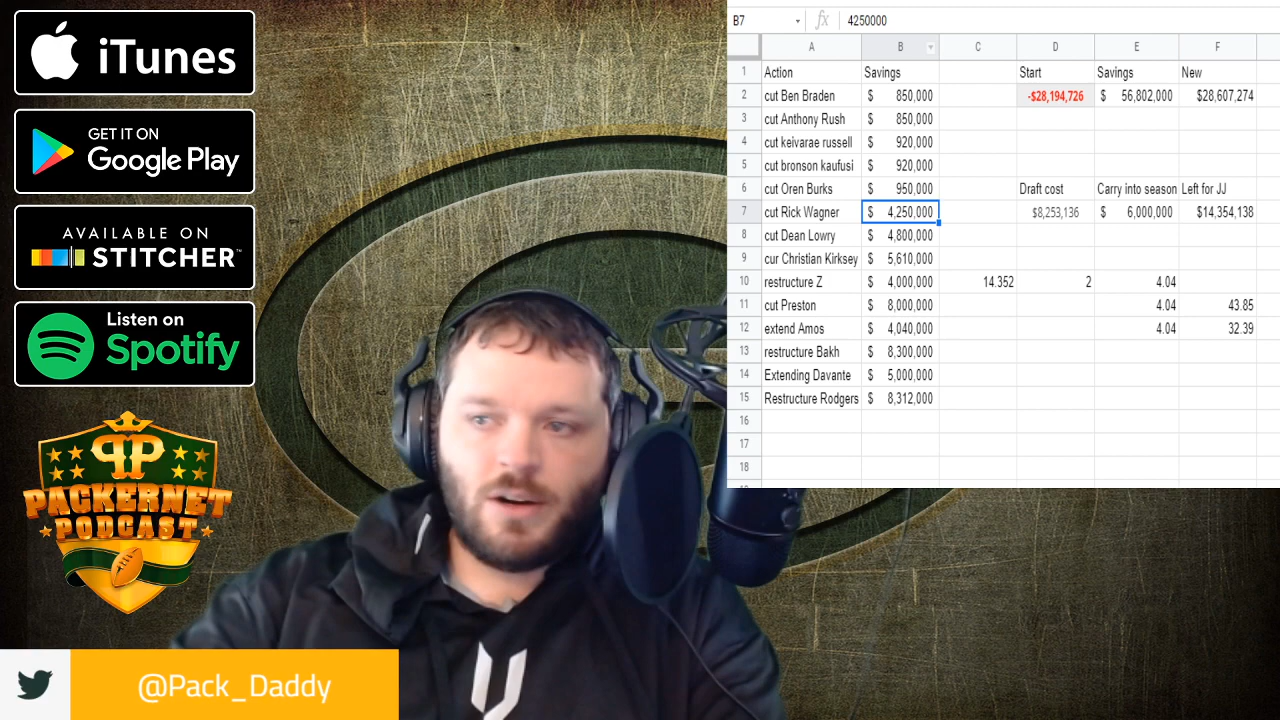 iTunes
GET IT ON
Google Play
AVAILABLE ON
STITCHER
Listen on
Spotify
PP
PACKERNET
PODCAST
@Pack_Daddy
B7 fx 4250000
A B C D E F
1 Action Savings Start Savings New
2 cut Ben Braden $ 850,000 -$28,194,726 $ 56,802,000 $28,607,274
3 cut Anthony Rush $ 850,000
4 cut keivarae russell $ 920,000
5 cut bronson kaufusi $ 920,000
6 cut Oren Burks $ 950,000 Draft cost Carry into season Left for JJ
7 cut Rick Wagner $ 4,250,000 $8,253,136 $ 6,000,000 $14,354,138
8 cut Dean Lowry $ 4,800,000
9 cur Christian Kirksey $ 5,610,000
10 restructure Z $ 4,000,000 14.352 2 4.04
11 cut Preston $ 8,000,000 4.04 43.85
12 extend Amos $ 4,040,000 4.04 32.39
13 restructure Bakh $ 8,300,000
14 Extending Davante $ 5,000,000
15 Restructure Rodgers $ 8,312,000
16
17
18